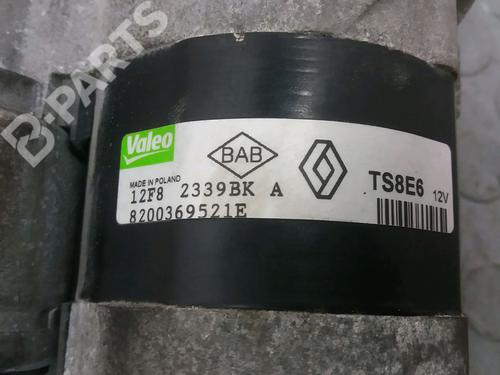 B-PARTS
Valeo
MADE IN POLAND
BAB
12F8 2339BK A
8200369521E
TS8E6
12V